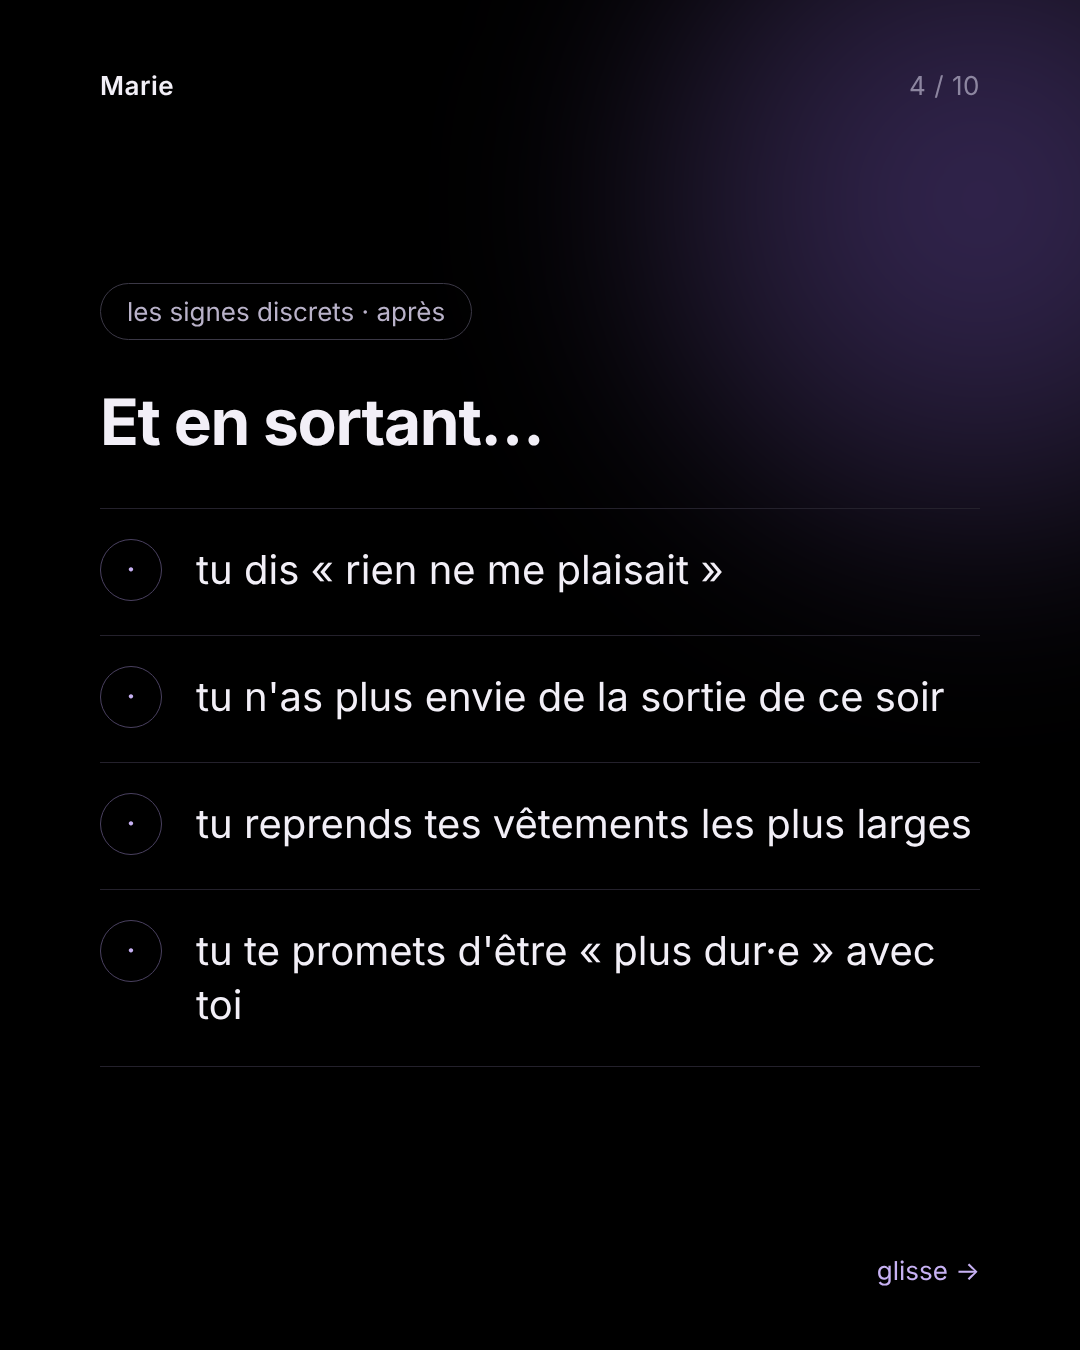 Marie
4 / 10
les signes discrets · après
Et en sortant…
tu dis « rien ne me plaisait »
tu n'as plus envie de la sortie de ce soir
tu reprends tes vêtements les plus larges
tu te promets d'être « plus dur·e » avec
toi
glisse →